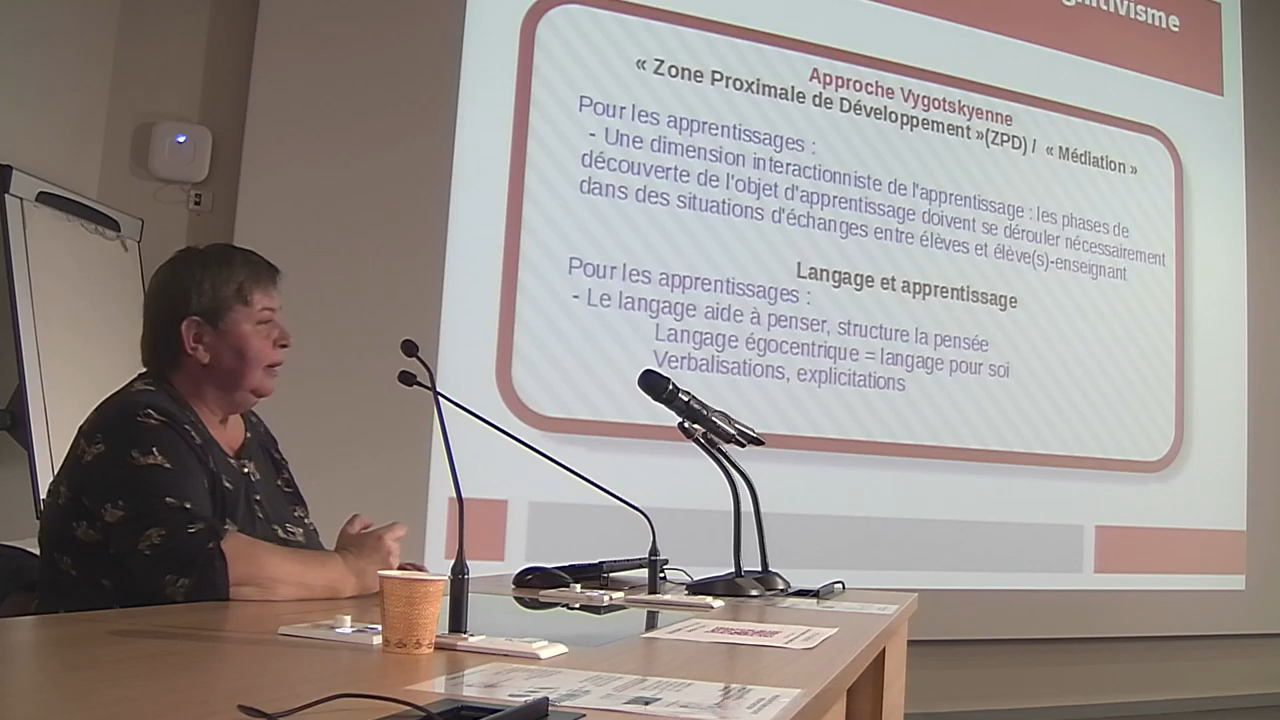 Approche Vygotskyenne
« Zone Proximale de Développement »(ZPD) / « Médiation »
Pour les apprentissages :
- Une dimension interactionniste de l'apprentissage : les phases de
découverte de l'objet d'apprentissage doivent se dérouler nécessairement
dans des situations d'échanges entre élèves et élève(s)-enseignant
Langage et apprentissage
Pour les apprentissages :
- Le langage aide à penser, structure la pensée
Langage égocentrique = langage pour soi
Verbalisations, explicitations